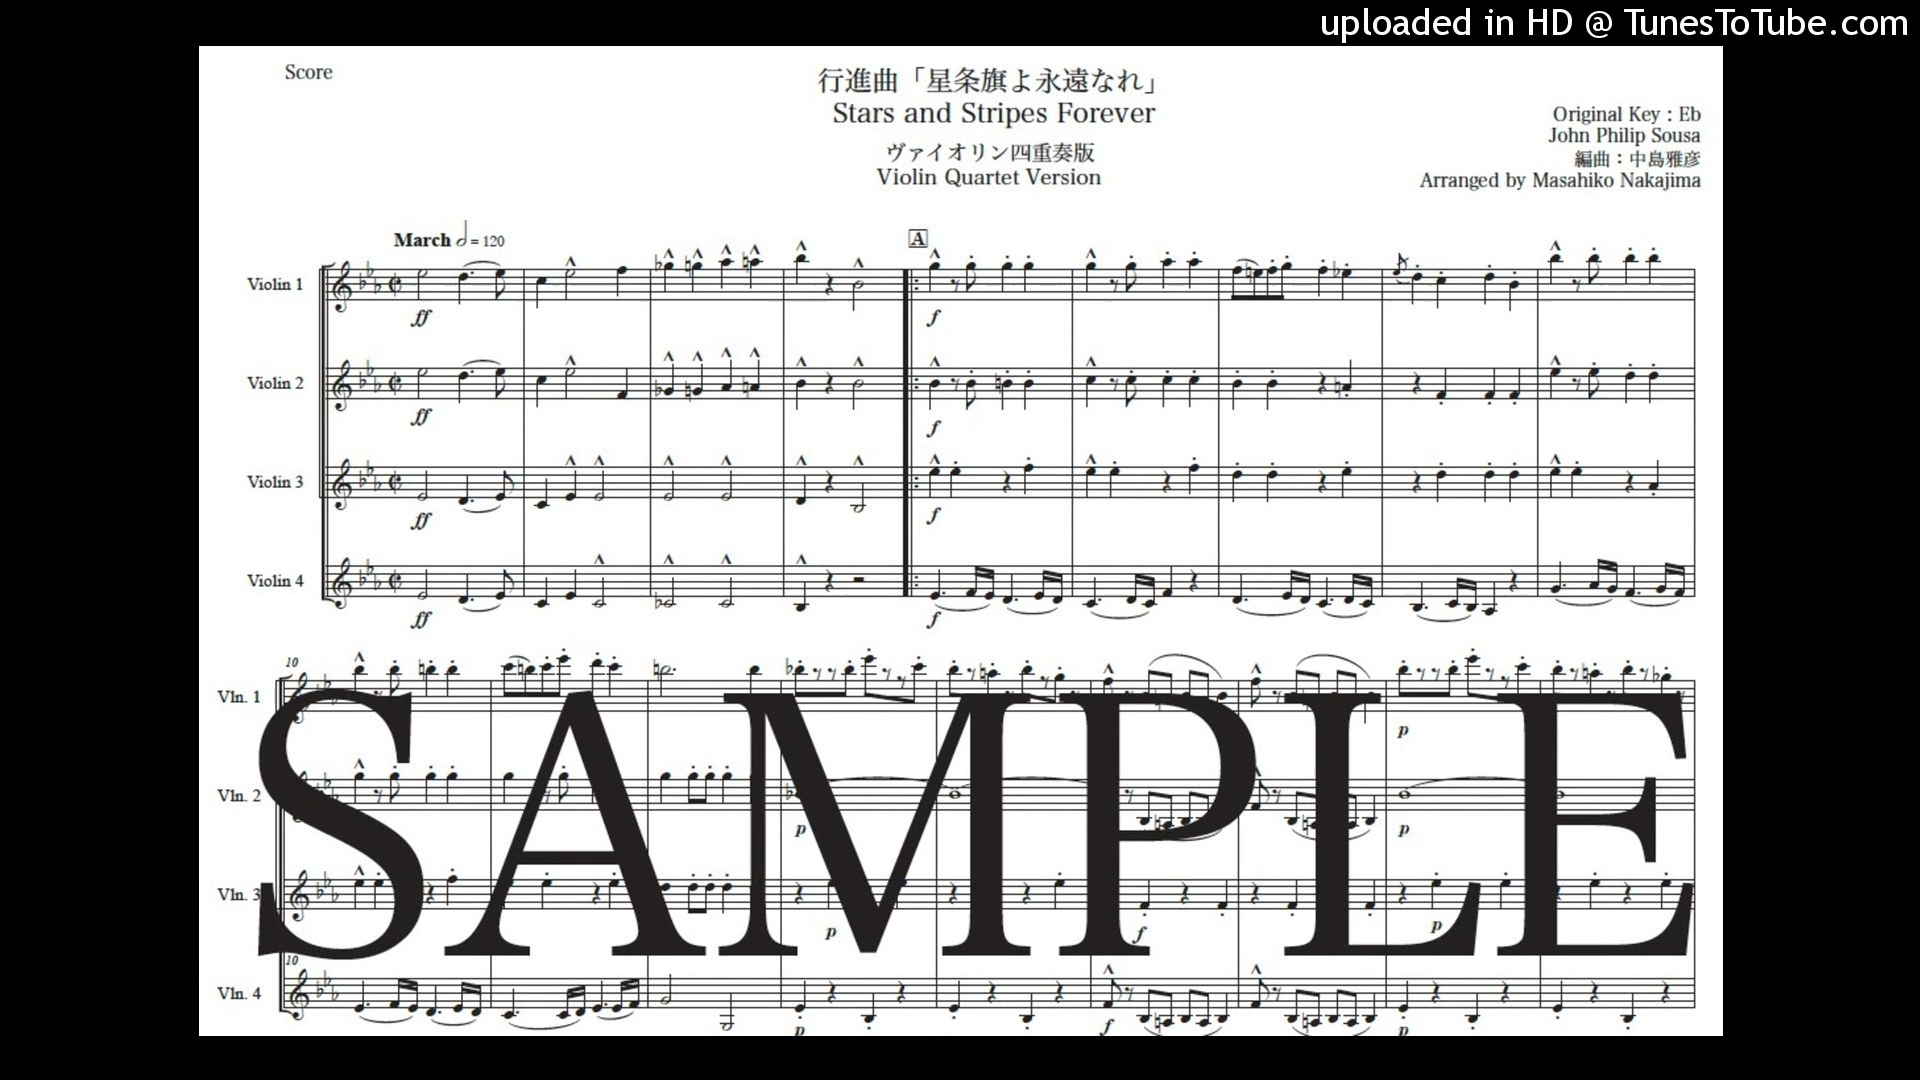 uploaded in HD @ TunesToTube.com
Score
行進曲「星条旗よ永遠なれ」
Stars and Stripes Forever
ヴァイオリン四重奏版
Violin Quartet Version
Original Key : Eb
John Philip Sousa
編曲：中島雅彦
Arranged by Masahiko Nakajima
March = 120
A
Violin 1
ff
f
Violin 2
ff
f
Violin 3
ff
f
Violin 4
ff
f
10
Vln. 1
p
SAMPLE
Vln. 2
p
p
Vln. 3
p
f
p
10
Vln. 4
p
f
p